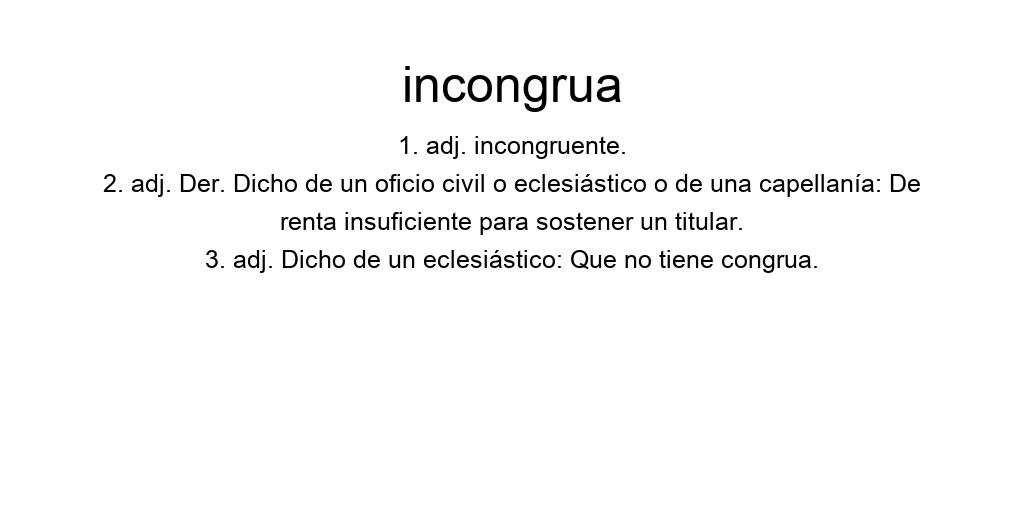 incongrua
1. adj. incongruente.
2. adj. Der. Dicho de un oficio civil o eclesiástico o de una capellanía: De
renta insuficiente para sostener un titular.
3. adj. Dicho de un eclesiástico: Que no tiene congrua.